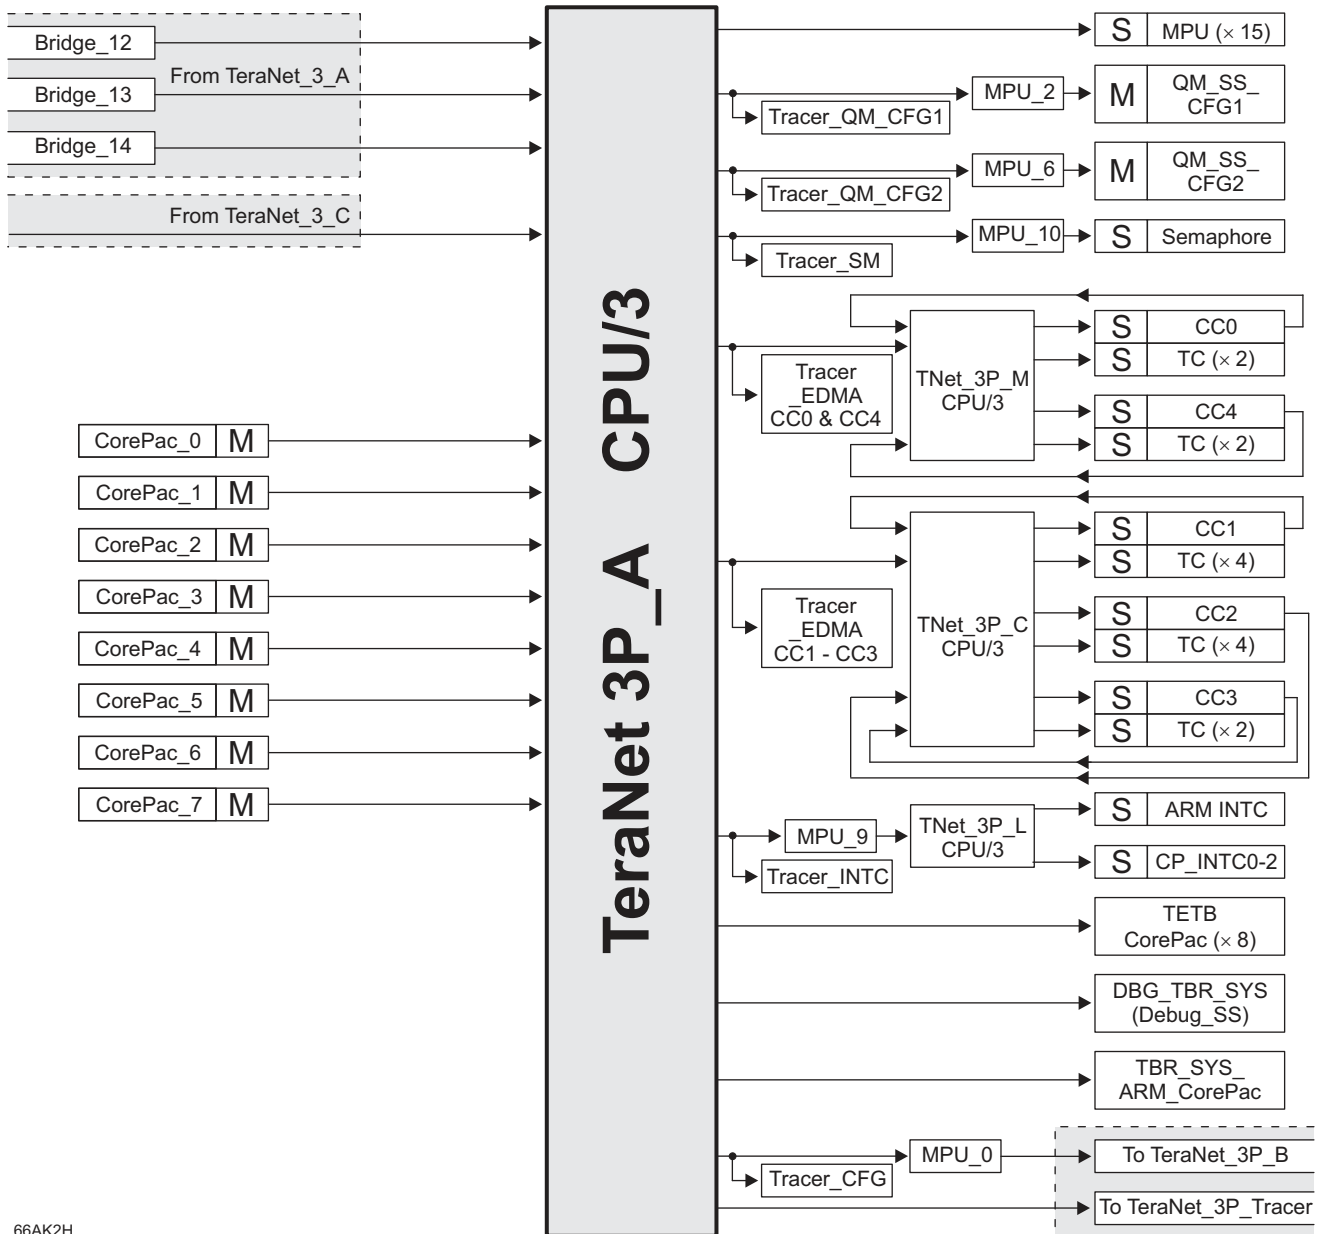 Bridge_12
From TeraNet_3_A
Bridge_13
Bridge_14
From TeraNet_3_C
CorePac_0 M
CorePac_1 M
CorePac_2 M
CorePac_3 M
CorePac_4 M
CorePac_5 M
CorePac_6 M
CorePac_7 M
TeraNet 3P_A CPU/3
S MPU (× 15)
MPU_2
M
QM_SS_
CFG1
Tracer_QM_CFG1
MPU_6
M
QM_SS_
CFG2
Tracer_QM_CFG2
MPU_10
S Semaphore
Tracer_SM
Tracer
_EDMA
CC0 & CC4
TNet_3P_M
CPU/3
S CC0
S TC (× 2)
S CC4
S TC (× 2)
Tracer
_EDMA
CC1 - CC3
TNet_3P_C
CPU/3
S CC1
S TC (× 4)
S CC2
S TC (× 4)
S CC3
S TC (× 2)
MPU_9
Tracer_INTC
TNet_3P_L
CPU/3
S ARM INTC
S CP_INTC0-2
TETB
CorePac (× 8)
DBG_TBR_SYS
(Debug_SS)
TBR_SYS_
ARM_CorePac
MPU_0
To TeraNet_3P_B
Tracer_CFG
To TeraNet_3P_Tracer
66AK2H